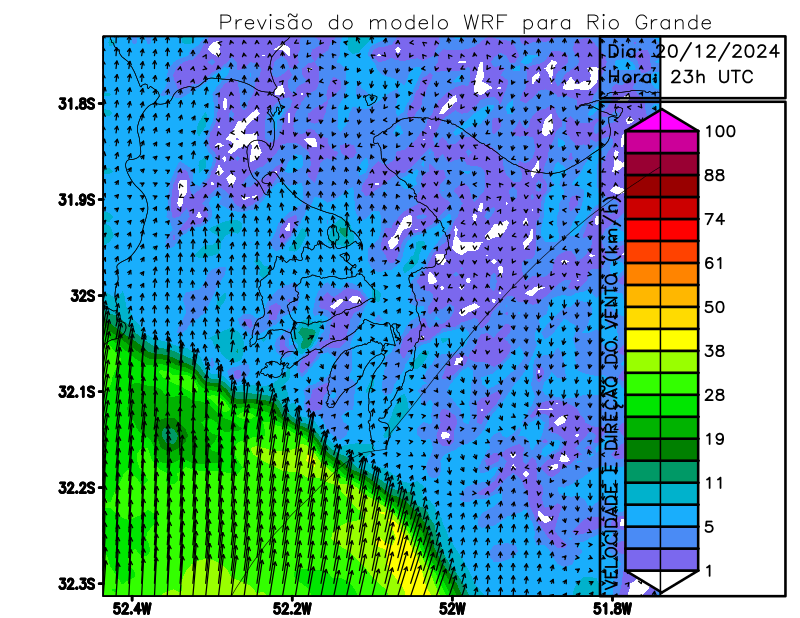 Previsão do modelo WRF para Rio Grande
Dia: 20/12/2024
Hora: 23h UTC
31.8S
31.9S
32S
32.1S
32.2S
32.3S
52.4W
52.2W
52W
51.8W
VELOCIDADE E DIREÇÃO DO VENTO (km/h)
100
88
74
61
50
38
28
19
11
5
1